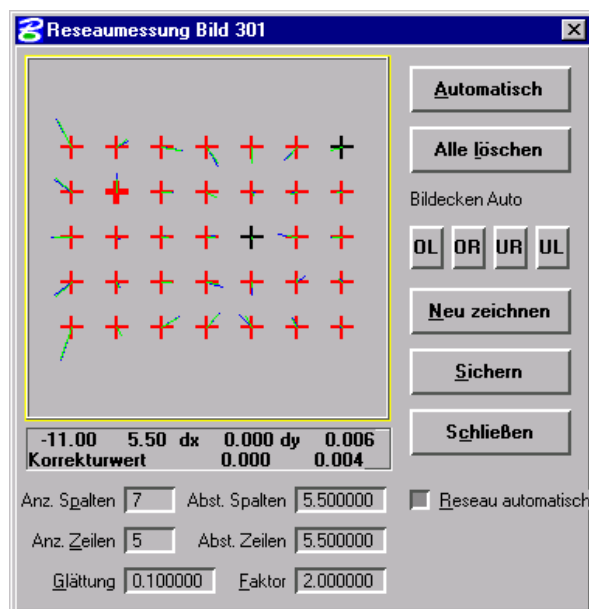 Reseaumessung Bild 301
Automatisch
Alle löschen
Bildecken Auto
OL OR UR UL
Neu zeichnen
Sichern
Schließen
-11.00 5.50 dx 0.000 dy 0.006
Korrekturwert 0.000 0.004
Anz. Spalten 7 Abst. Spalten 5.500000 Reseau automatisch
Anz. Zeilen 5 Abst. Zeilen 5.500000
Glättung 0.100000 Faktor 2.000000